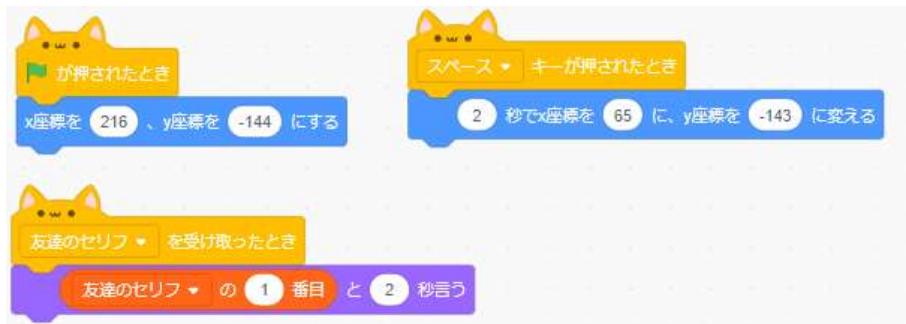 が押されたとき
x座標を 216 、y座標を -144 にする
スペース キーが押されたとき
2 秒でx座標を 65 に、y座標を -143 に変える
友達のセリフ を受け取ったとき
友達のセリフ の 1 番目 と 2 秒言う